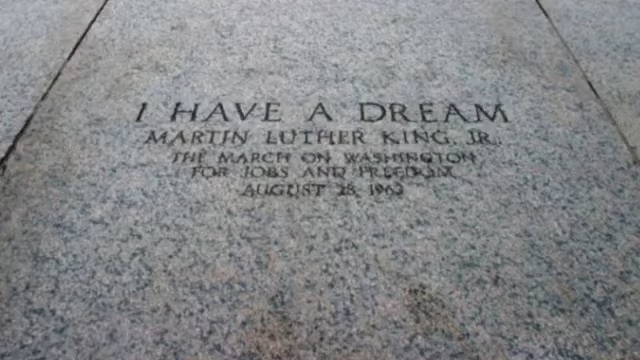 I HAVE A DREAM
MARTIN LUTHER KING, JR.
THE MARCH ON WASHINGTON
FOR JOBS AND FREEDOM
AUGUST 28, 1963